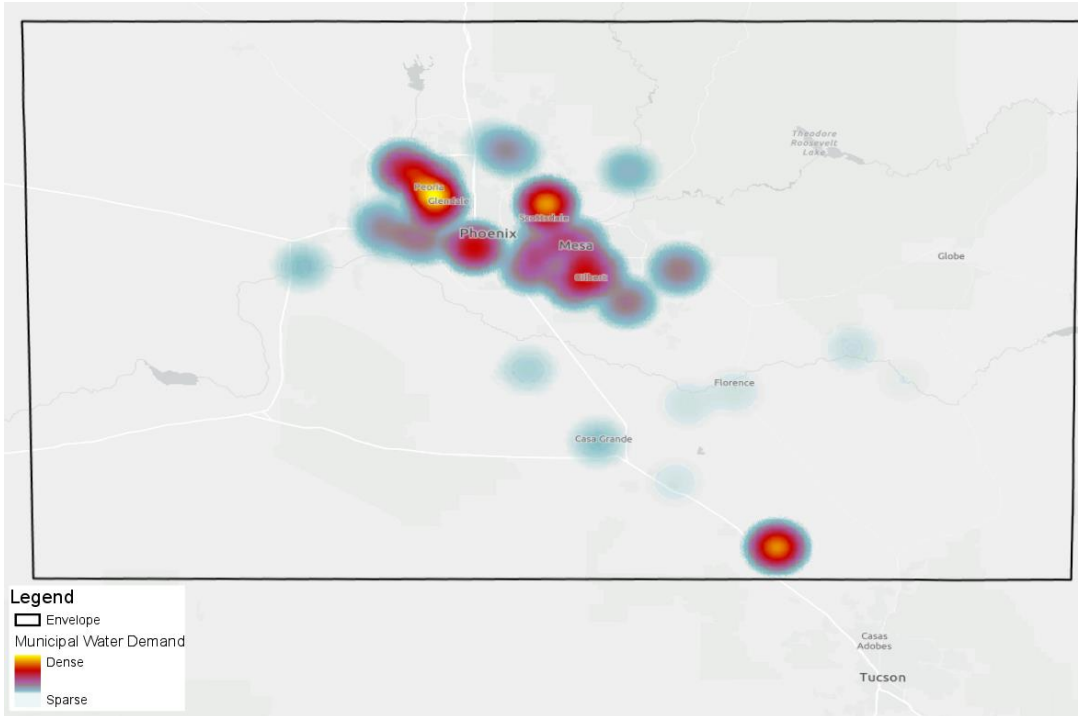 Theodore
Roosevelt
Lake
Peoria
Glendale
Scottsdale
Phoenix
Mesa
Globe
Gilbert
Florence
Casa Grande
Legend
Envelope
Municipal Water Demand
Dense
Sparse
Casas
Adobes
Tucson